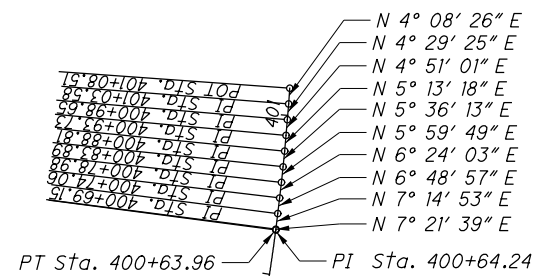 N 4° 08' 26" E
N 4° 29' 25" E
N 4° 51' 01" E
N 5° 13' 18" E
N 5° 36' 13" E
N 5° 59' 49" E
N 6° 24' 03" E
N 6° 48' 57" E
N 7° 14' 53" E
N 7° 21' 39" E
POT Sta. 401+08.51
PI Sta. 401+03.58
PI Sta. 400+98.65
PI Sta. 400+93.73
PI Sta. 400+88.81
PI Sta. 400+83.89
PI Sta. 400+78.98
PI Sta. 400+74.06
PI Sta. 400+69.15
401
PT Sta. 400+63.96
PI Sta. 400+64.24